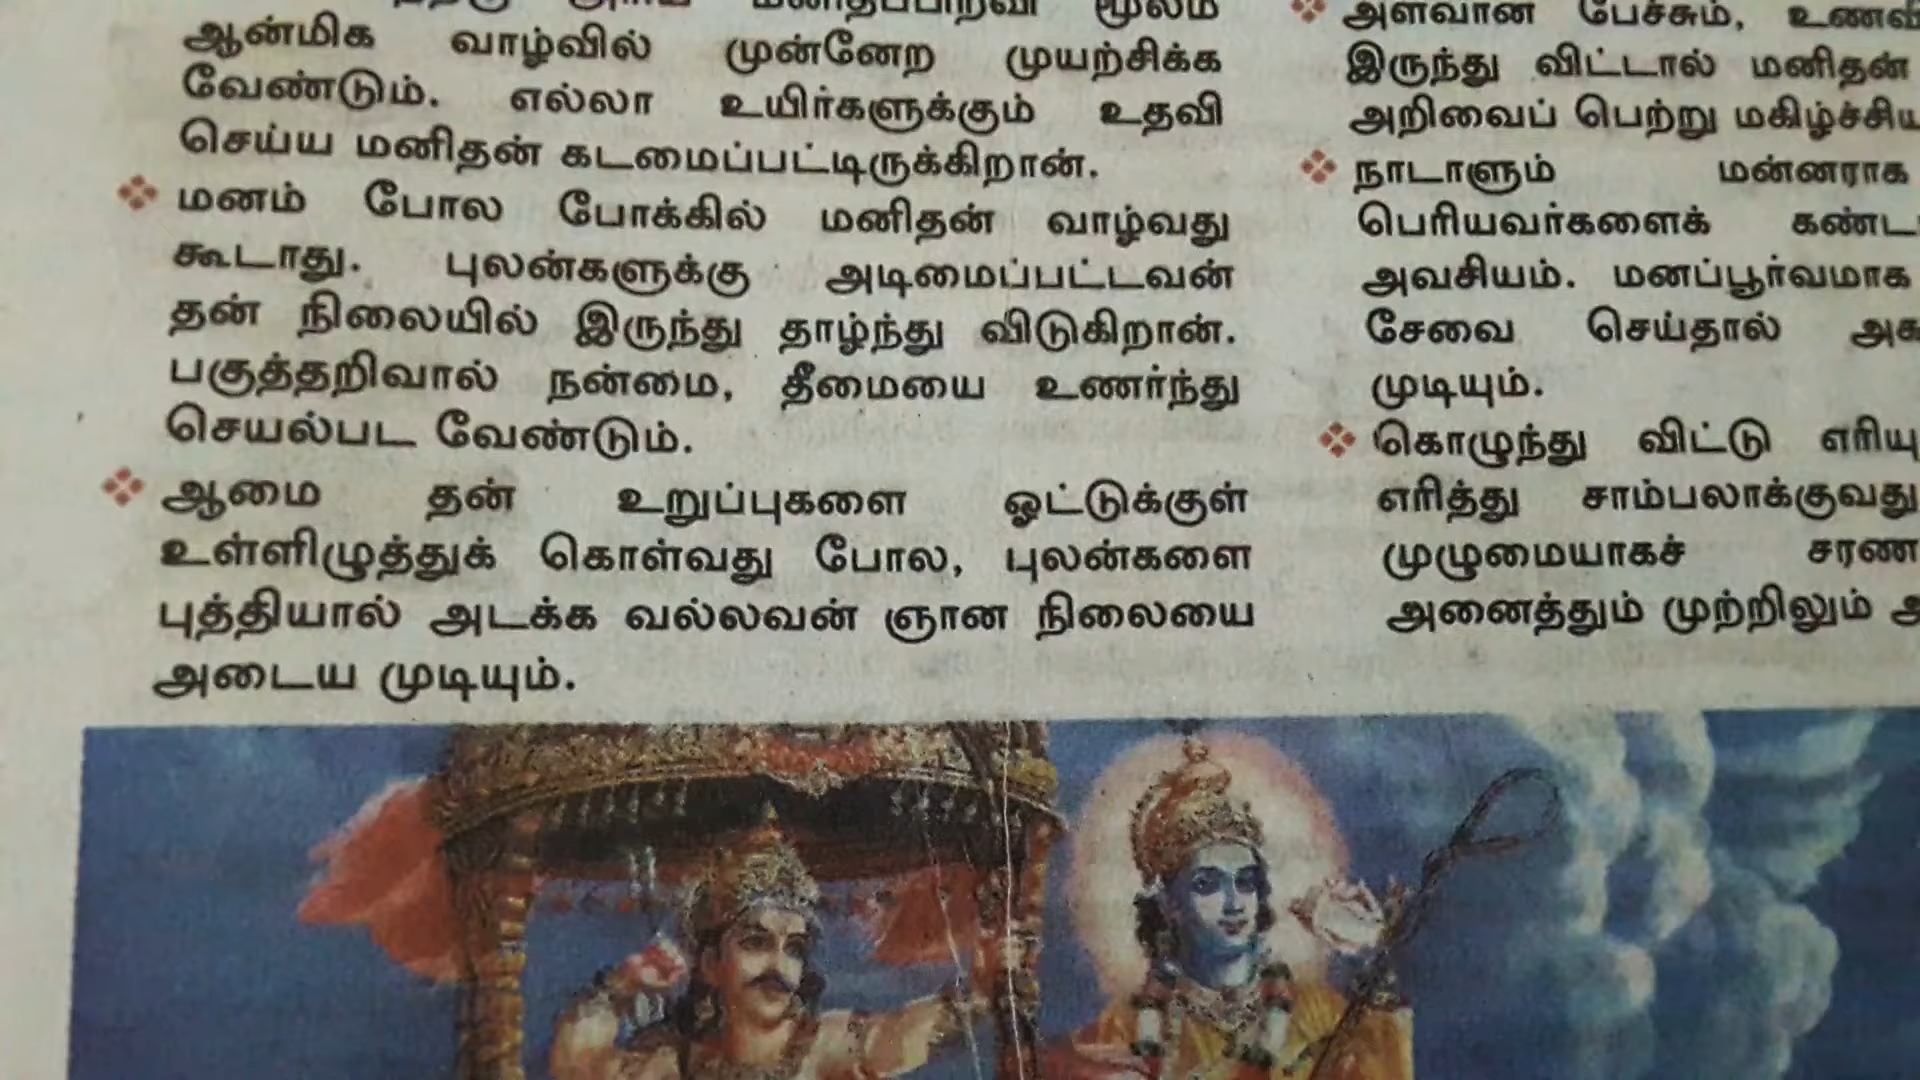 ஆன்மிக வாழ்வில் முன்னேற முயற்சிக்க
வேண்டும். எல்லா உயிர்களுக்கும் உதவி
செய்ய மனிதன் கடமைப்பட்டிருக்கிறான்.
மனம் போல போக்கில் மனிதன் வாழ்வது
கூடாது. புலன்களுக்கு அடிமைப்பட்டவன்
தன் நிலையில் இருந்து தாழ்ந்து விடுகிறான்.
பகுத்தறிவால் நன்மை, தீமையை உணர்ந்து
செயல்பட வேண்டும்.
ஆமை தன் உறுப்புகளை ஓட்டுக்குள்
உள்ளிழுத்துக் கொள்வது போல, புலன்களை
புத்தியால் அடக்க வல்லவன் ஞான நிலையை
அடைய முடியும்.
அளவான பேச்சும்,
இருந்து விட்டால் மனிதன்
அறிவைப் பெற்று
நாடாளும் மன்னராக
பெரியவர்களைக்
அவசியம். மனப்பூர்வமாக
சேவை செய்தால்
முடியும்.
கொழுந்து விட்டு
எரித்து சாம்பலாக்குவது
முழுமையாகச்
அனைத்தும் முற்றிலும்